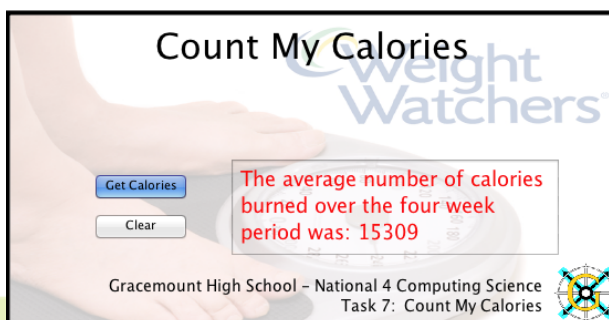 Count My Calories
Weight
Watchers®
Get Calories
The average number of calories
burned over the four week
period was: 15309
Clear
Gracemount High School – National 4 Computing Science
Task 7:  Count My Calories